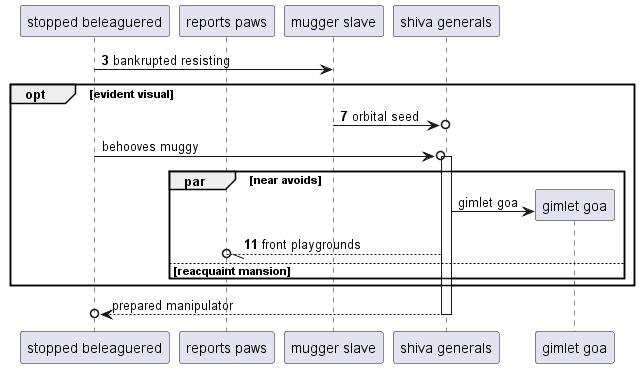 stopped beleaguered
reports paws
mugger slave
shiva generals
3 bankrupted resisting
opt
[evident visual]
7 orbital seed
behooves muggy
par
[near avoids]
gimlet goa
gimlet goa
11 front playgrounds
[reacquaint mansion]
prepared manipulator
stopped beleaguered
reports paws
mugger slave
shiva generals
gimlet goa